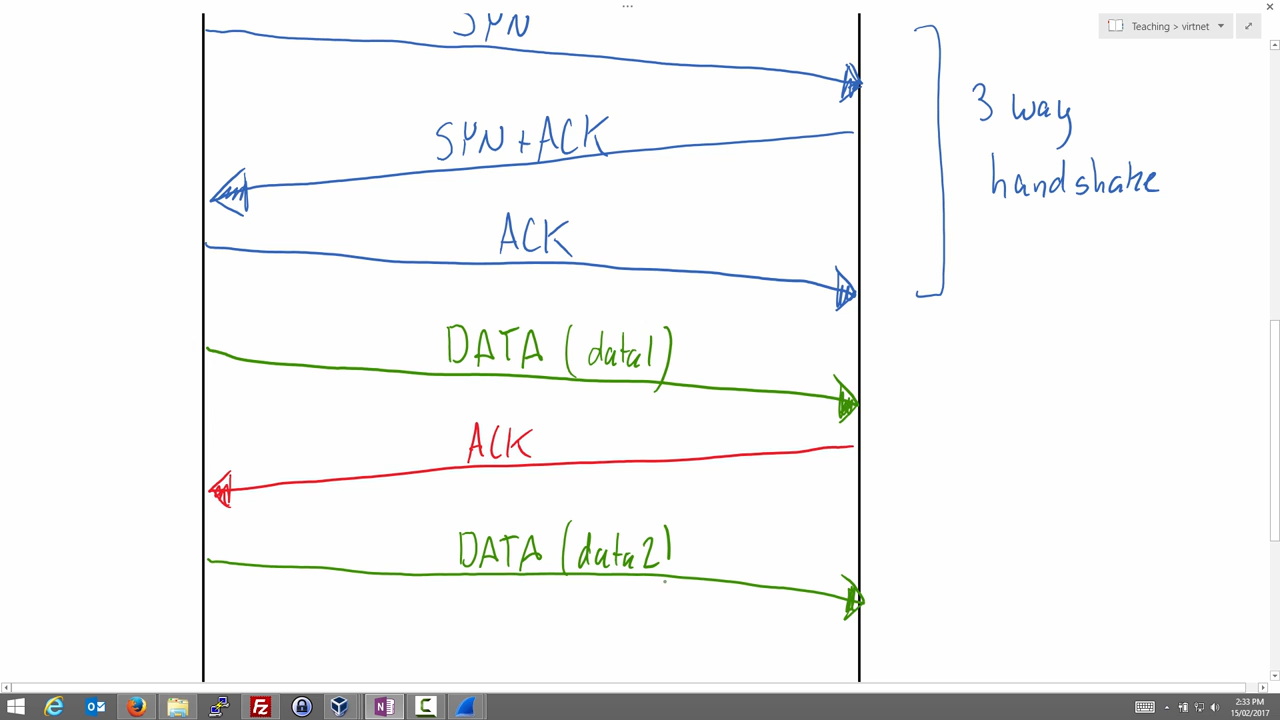 Teaching > virtnet
SYN
3 way
handshake
SYN+ACK
ACK
DATA (data1)
ACK
DATA (data2)
2:33 PM
15/02/2017